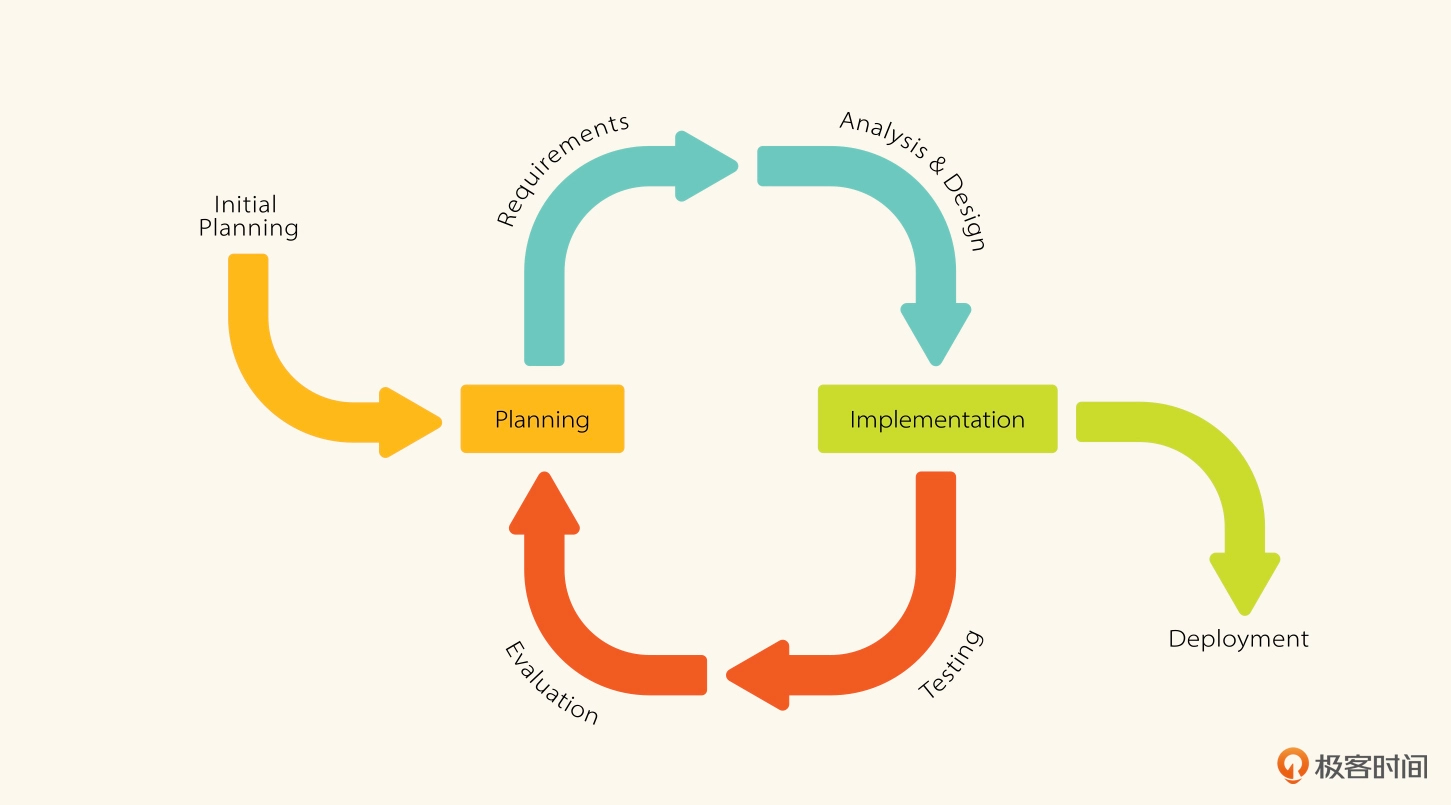 Requirements
Analysis & Design
Initial
Planning
Planning
Implementation
Evaluation
Testing
Deployment
极客时间